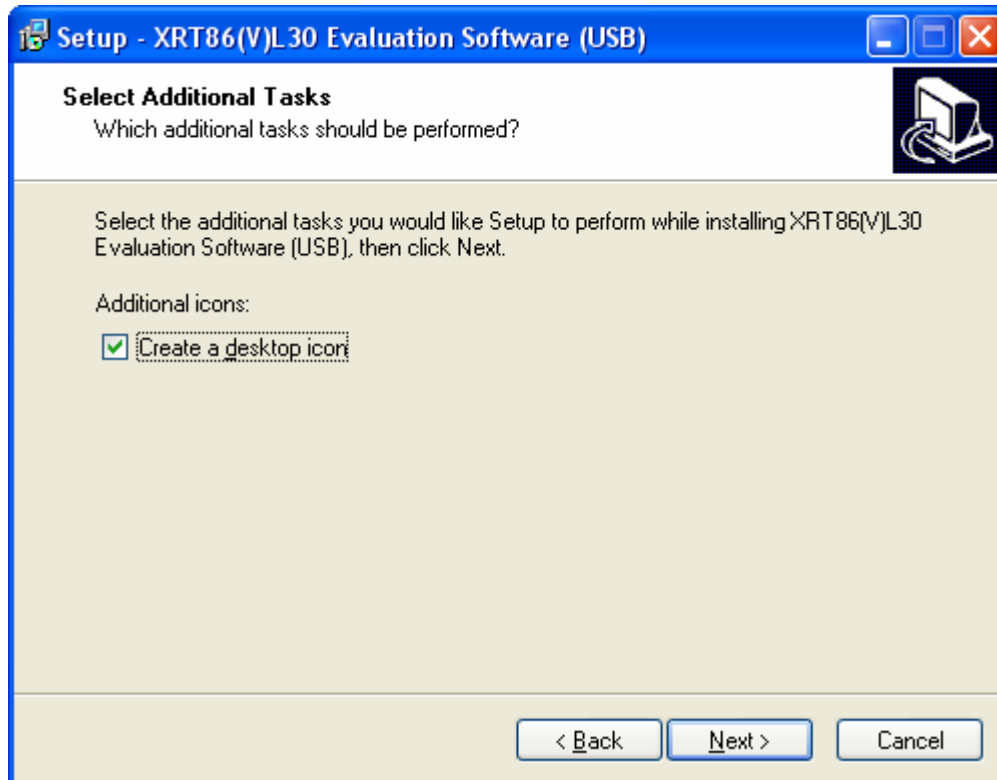 Setup - XRT86(V)L30 Evaluation Software (USB)
Select Additional Tasks
Which additional tasks should be performed?
Select the additional tasks you would like Setup to perform while installing XRT86(V)L30
Evaluation Software (USB), then click Next.
Additional icons:
Create a desktop icon
< Back
Next >
Cancel